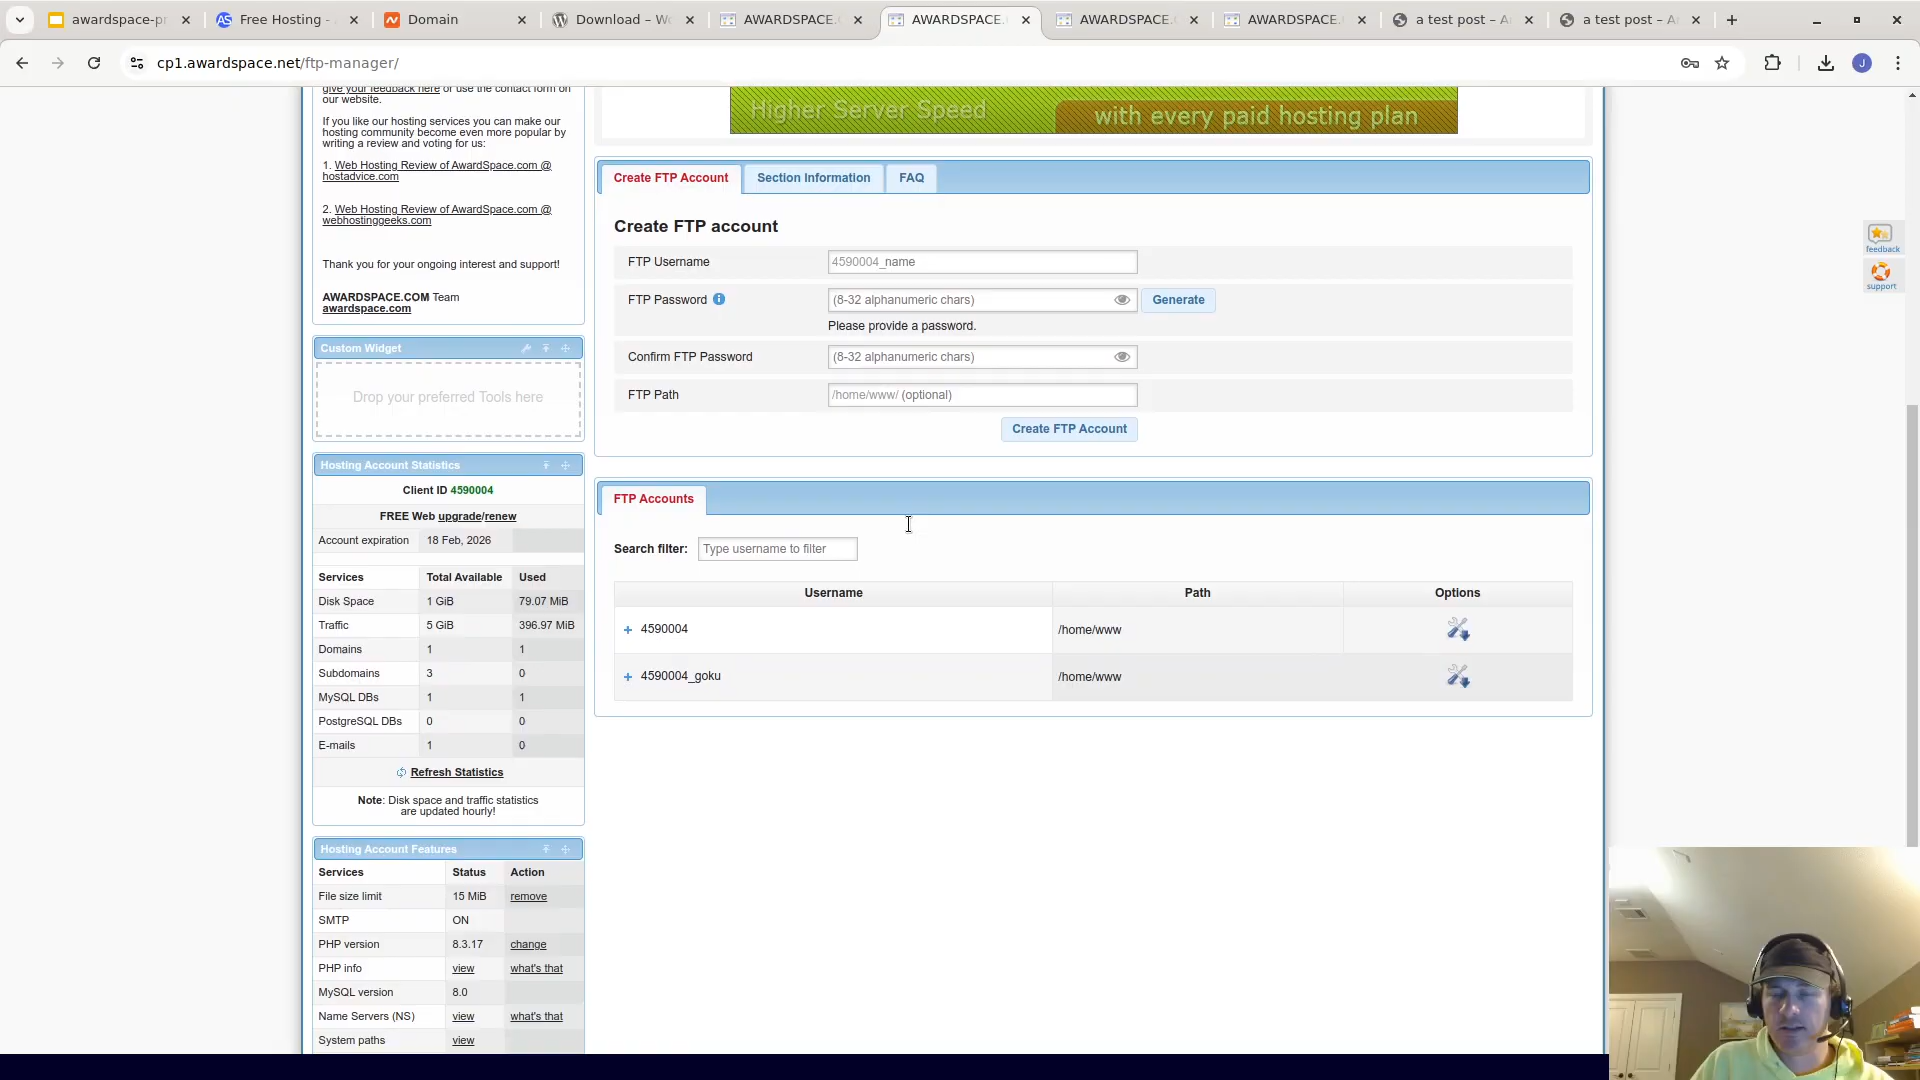 awardspace-pr
Free Hosting -
Domain
Download – Wo
AWARDSPACE.
AWARDSPACE.
AWARDSPACE.
AWARDSPACE.
a test post – A
a test post – A
cp1.awardspace.net/ftp-manager/
J
give your feedback here or use the contact form on
our website.
If you like our hosting services you can make our
hosting community become even more popular by
writing a review and voting for us:
1. Web Hosting Review of AwardSpace.com @
hostadvice.com
2. Web Hosting Review of AwardSpace.com @
webhostinggeeks.com
Thank you for your ongoing interest and support!
AWARDSPACE.COM Team
awardspace.com
Custom Widget
Drop your preferred Tools here
Hosting Account Statistics
Client ID 4590004
FREE Web upgrade/renew
Account expiration 18 Feb, 2026
Services Total Available Used
Disk Space 1 GiB 79.07 MiB
Traffic 5 GiB 396.97 MiB
Domains 1 1
Subdomains 3 0
MySQL DBs 1 1
PostgreSQL DBs 0 0
E-mails 1 0
Refresh Statistics
Note: Disk space and traffic statistics
are updated hourly!
Hosting Account Features
Services Status Action
File size limit 15 MiB remove
SMTP ON
PHP version 8.3.17 change
PHP info view what's that
MySQL version 8.0
Name Servers (NS) view what's that
System paths view
Higher Server Speed
with every paid hosting plan
Create FTP Account Section Information FAQ
Create FTP account
FTP Username 4590004_name
FTP Password (8-32 alphanumeric chars) Generate
Please provide a password.
Confirm FTP Password (8-32 alphanumeric chars)
FTP Path /home/www/ (optional)
Create FTP Account
FTP Accounts
Search filter: Type username to filter
Username Path Options
+ 4590004 /home/www
+ 4590004_goku /home/www
feedback
support